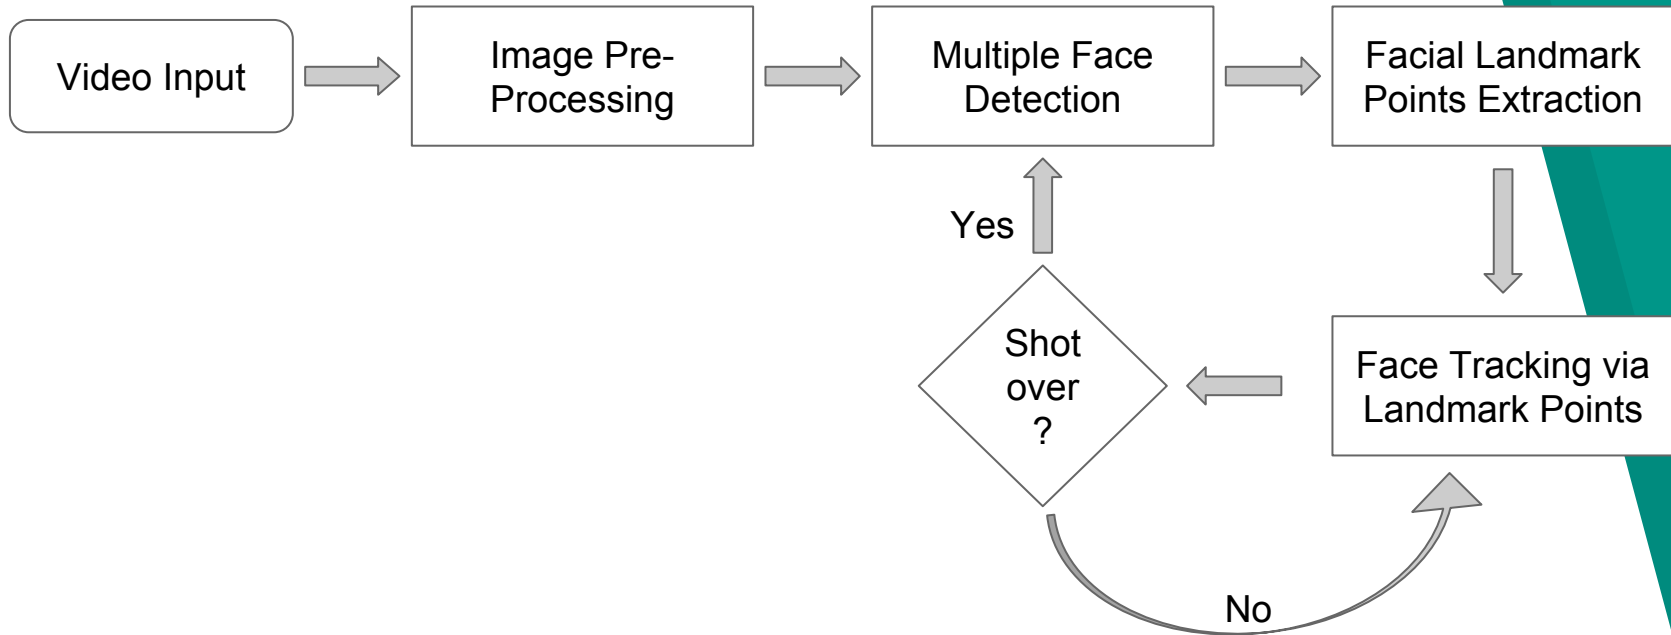 Video Input
Image Pre-
Processing
Multiple Face
Detection
Facial Landmark
Points Extraction
Yes
Shot
over
?
Face Tracking via
Landmark Points
No